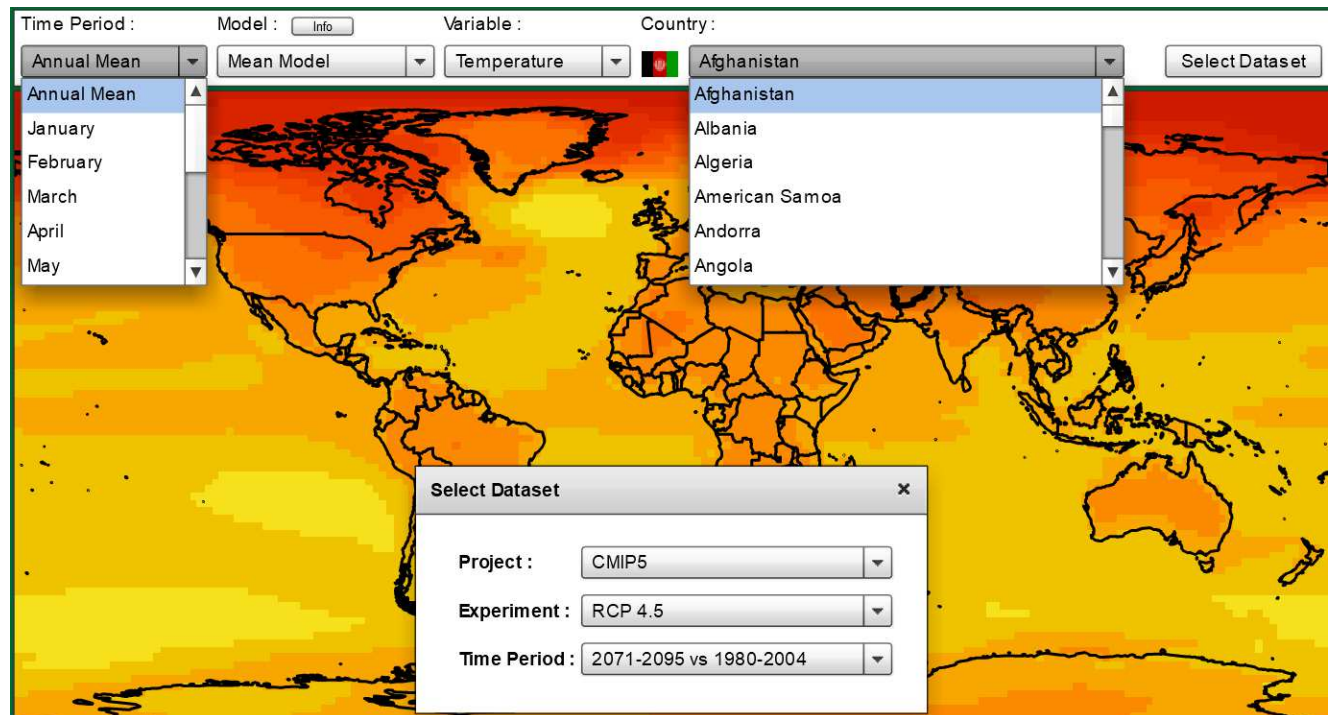 Time Period :
Model :
Info
Variable :
Country :
Annual Mean
Mean Model
Temperature
Afghanistan
Select Dataset
Annual Mean
January
February
March
April
May
Afghanistan
Albania
Algeria
American Samoa
Andorra
Angola
Select Dataset
×
Project :
CMIP5
Experiment :
RCP 4.5
Time Period :
2071-2095 vs 1980-2004